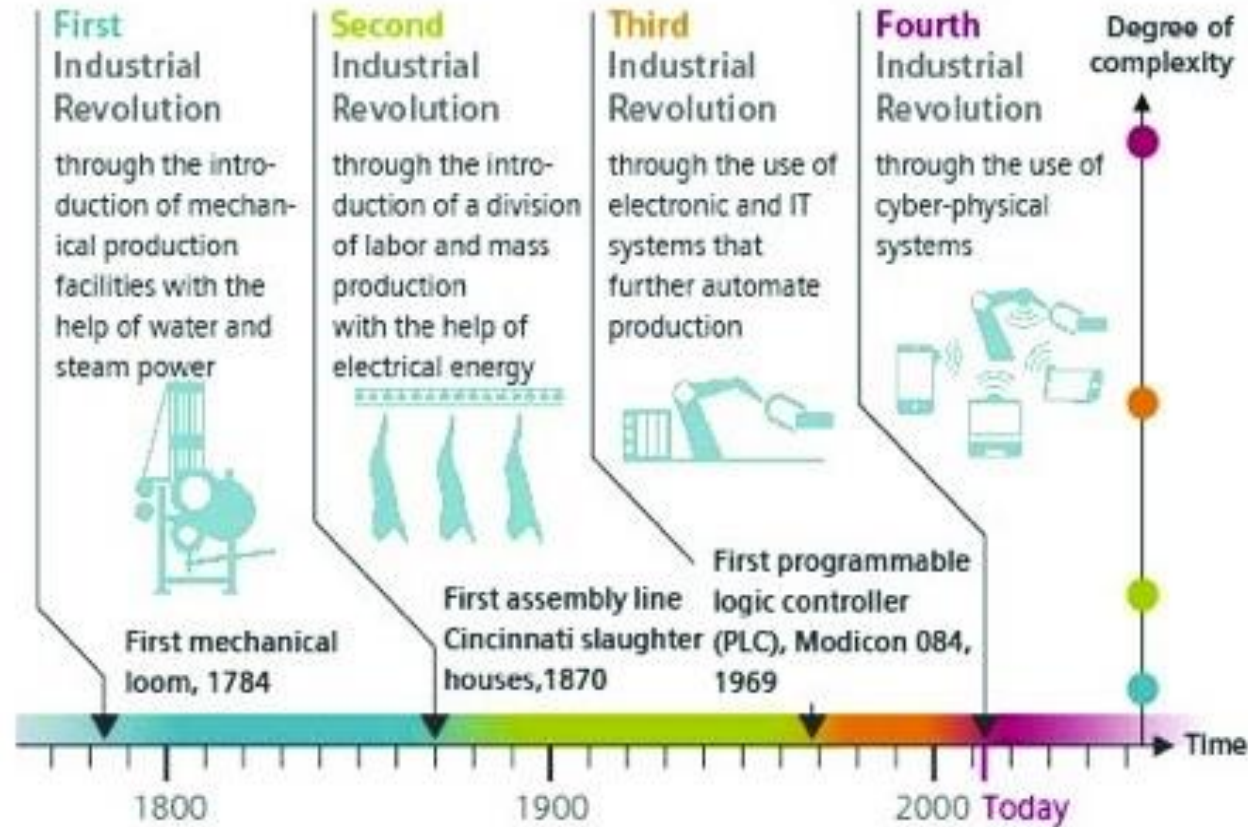 First
Industrial
Revolution
through the intro-
duction of mechan-
ical production
facilities with the
help of water and
steam power
First mechanical
loom, 1784
Second
Industrial
Revolution
through the intro-
duction of a division
of labor and mass
production
with the help of
electrical energy
First assembly line
Cincinnati slaughter
houses,1870
Third
Industrial
Revolution
through the use of
electronic and IT
systems that
further automate
production
First programmable
logic controller
(PLC), Modicon 084,
1969
Fourth
Industrial
Revolution
through the use of
cyber-physical
systems
Degree of
complexity
Time
1800
1900
2000
Today